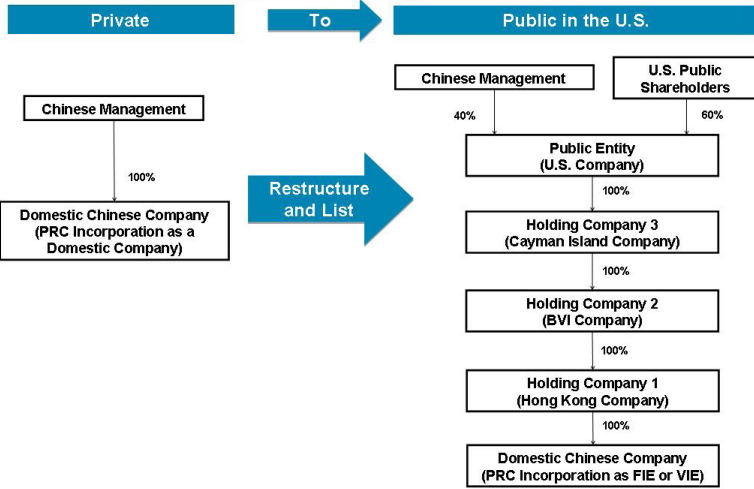 Private
To
Public in the U.S.
Chinese Management
100%
Domestic Chinese Company
(PRC Incorporation as a
Domestic Company)
Restructure
and List
Chinese Management
U.S. Public
Shareholders
40%
60%
Public Entity
(U.S. Company)
100%
Holding Company 3
(Cayman Island Company)
100%
Holding Company 2
(BVI Company)
100%
Holding Company 1
(Hong Kong Company)
100%
Domestic Chinese Company
(PRC Incorporation as FIE or VIE)